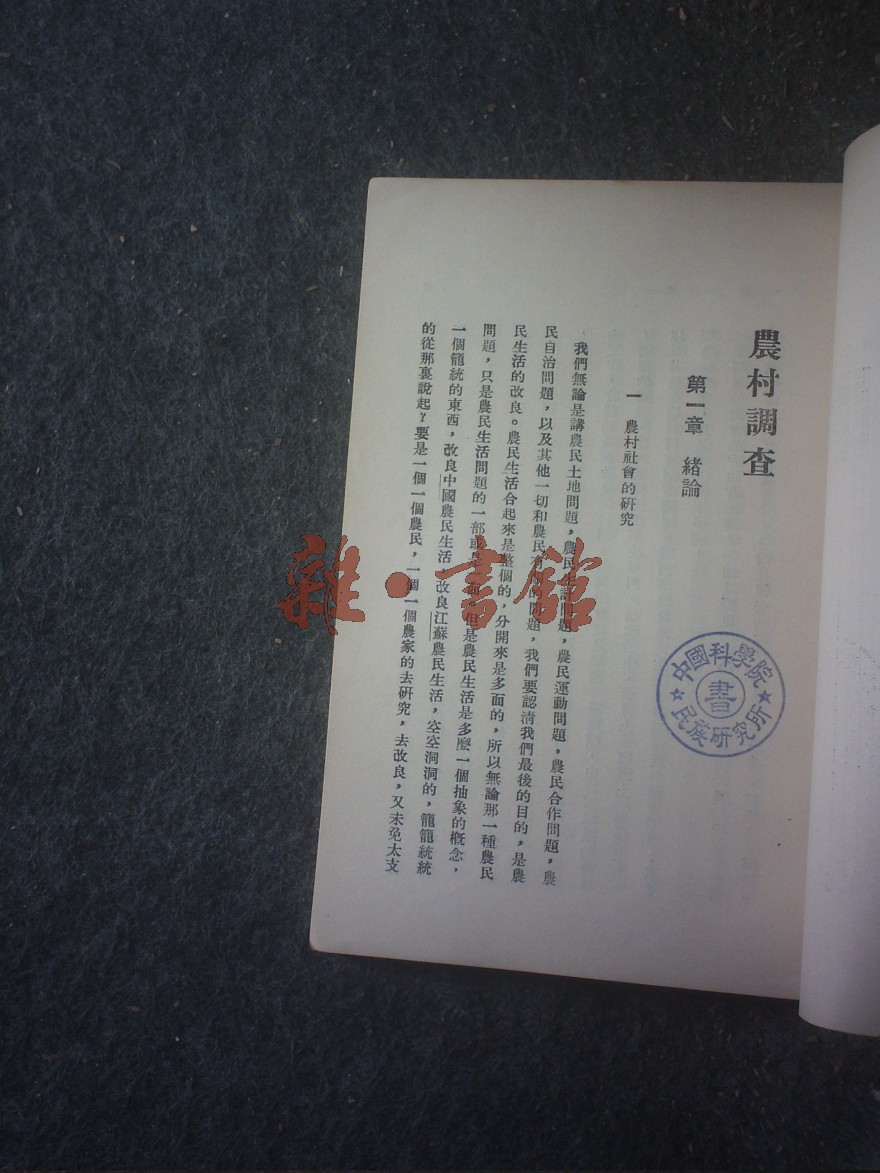 農村調查
第一章 緒論
一 農村社會的研究
我們無論是講農民土地問題，農民生計問題，農民運動問題，農民合作問題，農
民自治問題，以及其他一切和農民有關的問題，我們要認清我們最後的目的，是農
民生活的改良。農民生活合起來是整個的，分開來是多面的，所以無論那一種農民
問題，只是農民生活問題的一部或但是農民生活是多麼一個抽象的概念，
一個籠統的東西，改良中國農民生活，改良江蘇農民生活，空空洞洞的，籠籠統統
的從那裏說起？要是一個一個農民，一個一個農家的去研究，去改良，又未免太支
中國科學院
書
民族研究所
雜·書館